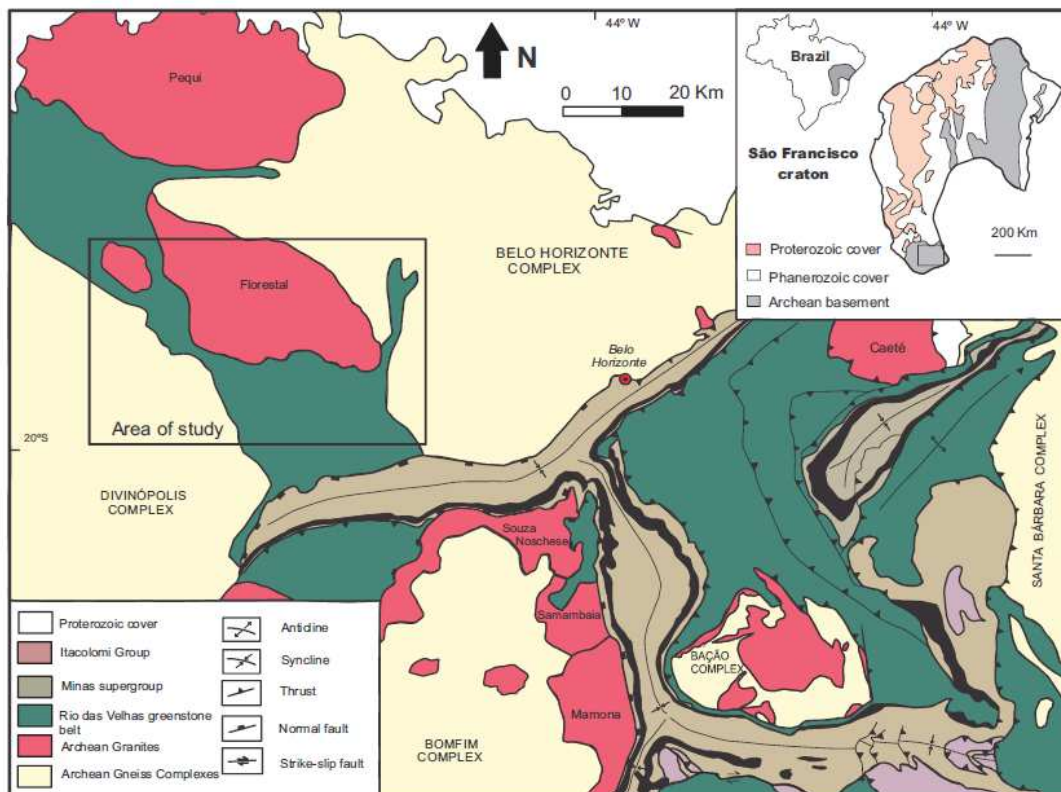 44º W
Pequi
N
0 10 20 Km
BELO HORIZONTE
COMPLEX
Florestal
Belo
Horizonte
Caeté
Area of study
20ºS
DIVINÓPOLIS
COMPLEX
Souza
Noschese
Samambaia
BAÇÃO
COMPLEX
Mamona
BOMFIM
COMPLEX
SANTA BÁRBARA COMPLEX
44º W
Brazil
São Francisco
craton
200 Km
Proterozoic cover
Phanerozoic cover
Archean basement
Proterozoic cover
Itacolomi Group
Minas supergroup
Rio das Velhas greenstone
belt
Archean Granites
Archean Gneiss Complexes
Anticline
Syncline
Thrust
Normal fault
Strike-slip fault